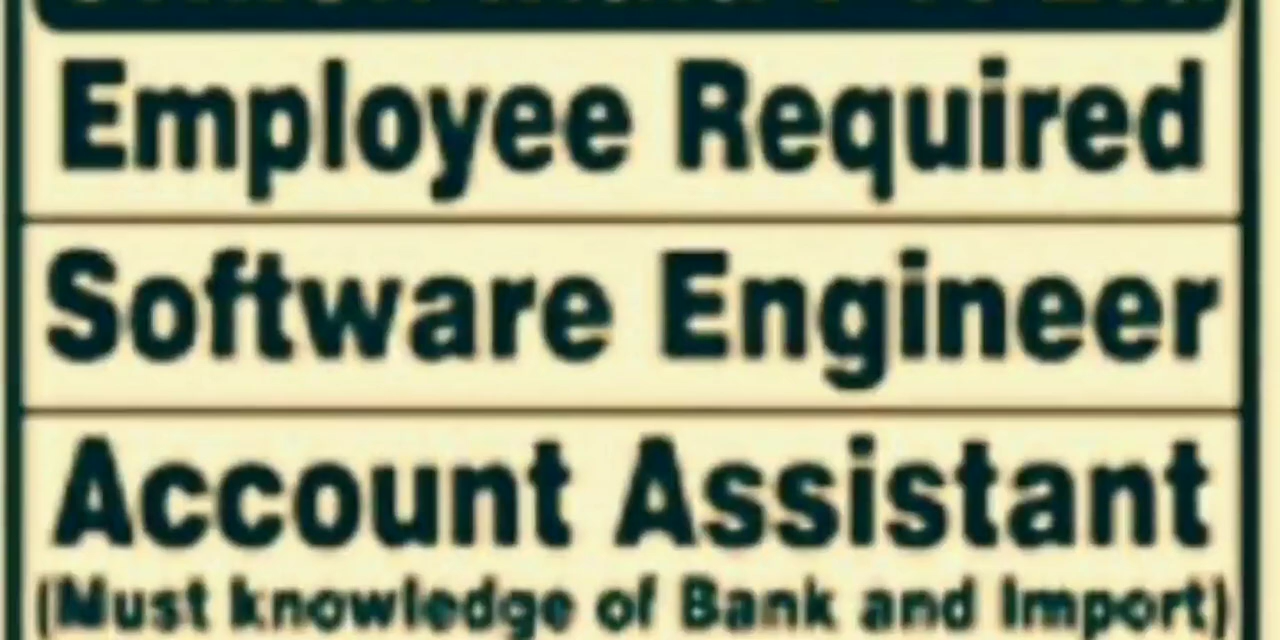 Employee Required
Software Engineer
Account Assistant
(Must knowledge of Bank and Import)